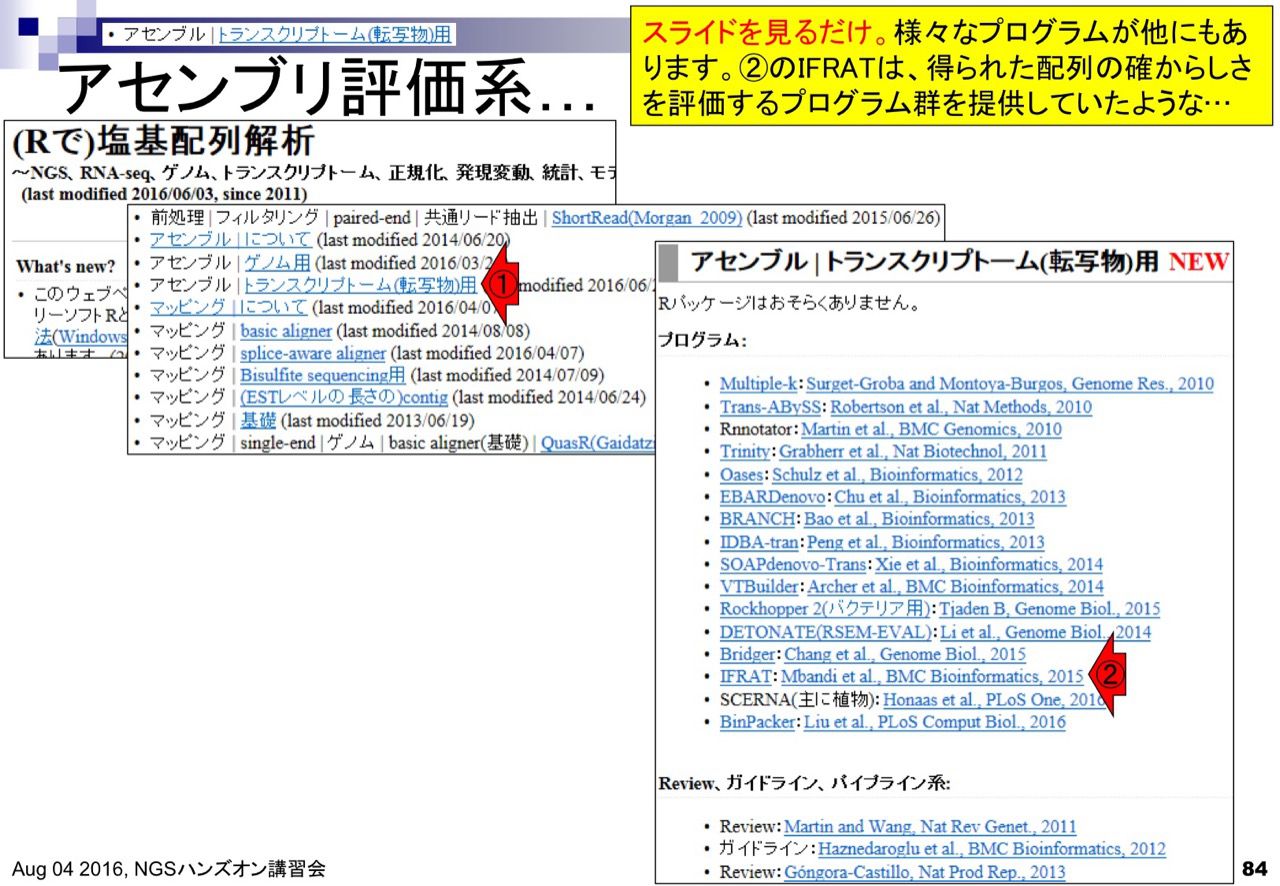 • アセンブル | トランスクリプトーム(転写物)用
アセンブリ評価系…
スライドを見るだけ。様々なプログラムが他にもあ
ります。②のIFRATは、得られた配列の確からしさ
を評価するプログラム群を提供していたような…
(Rで)塩基配列解析
～NGS、RNA-seq、ゲノム、トランスクリプトーム、正規化、発現変動、統計、モデ
(last modified 2016/06/03, since 2011)
What's new?
• このウェブペ
リーソフトRと
法(Windows
あります。(20
• 前処理 | フィルタリング | paired-end | 共通リード抽出 | ShortRead(Morgan_2009) (last modified 2015/06/26)
• アセンブル | について (last modified 2014/06/20)
• アセンブル | ゲノム用 (last modified 2016/03/2
• アセンブル | トランスクリプトーム(転写物)用 ① modified 2016/06/2
• マッピング | について (last modified 2016/04/07
• マッピング | basic aligner (last modified 2014/08/08)
• マッピング | splice-aware aligner (last modified 2016/04/07)
• マッピング | Bisulfite sequencing用 (last modified 2014/07/09)
• マッピング | (ESTレベルの長さの)contig (last modified 2014/06/24)
• マッピング | 基礎 (last modified 2013/06/19)
• マッピング | single-end | ゲノム | basic aligner(基礎) | QuasR(Gaidatz
アセンブル | トランスクリプトーム(転写物)用 NEW
Rパッケージはおそらくありません。
プログラム:
• Multiple-k: Surget-Groba and Montoya-Burgos, Genome Res., 2010
• Trans-ABySS: Robertson et al., Nat Methods, 2010
• Rnnotator: Martin et al., BMC Genomics, 2010
• Trinity: Grabherr et al., Nat Biotechnol, 2011
• Oases: Schulz et al., Bioinformatics, 2012
• EBARDenovo: Chu et al., Bioinformatics, 2013
• BRANCH: Bao et al., Bioinformatics, 2013
• IDBA-tran: Peng et al., Bioinformatics, 2013
• SOAPdenovo-Trans: Xie et al., Bioinformatics, 2014
• VTBuilder: Archer et al., BMC Bioinformatics, 2014
• Rockhopper 2(バクテリア用): Tjaden B, Genome Biol., 2015
• DETONATE(RSEM-EVAL): Li et al., Genome Biol., 2014
• Bridger: Chang et al., Genome Biol., 2015
• IFRAT: Mbandi et al., BMC Bioinformatics, 2015 ②
• SCERNA(主に植物): Honaas et al., PLoS One, 2016
• BinPacker: Liu et al., PLoS Comput Biol., 2016
Review、ガイドライン、パイプライン系:
• Review: Martin and Wang, Nat Rev Genet., 2011
• ガイドライン: Haznedaroglu et al., BMC Bioinformatics, 2012
• Review: Góngora-Castillo, Nat Prod Rep., 2013
Aug 04 2016, NGSハンズオン講習会
84